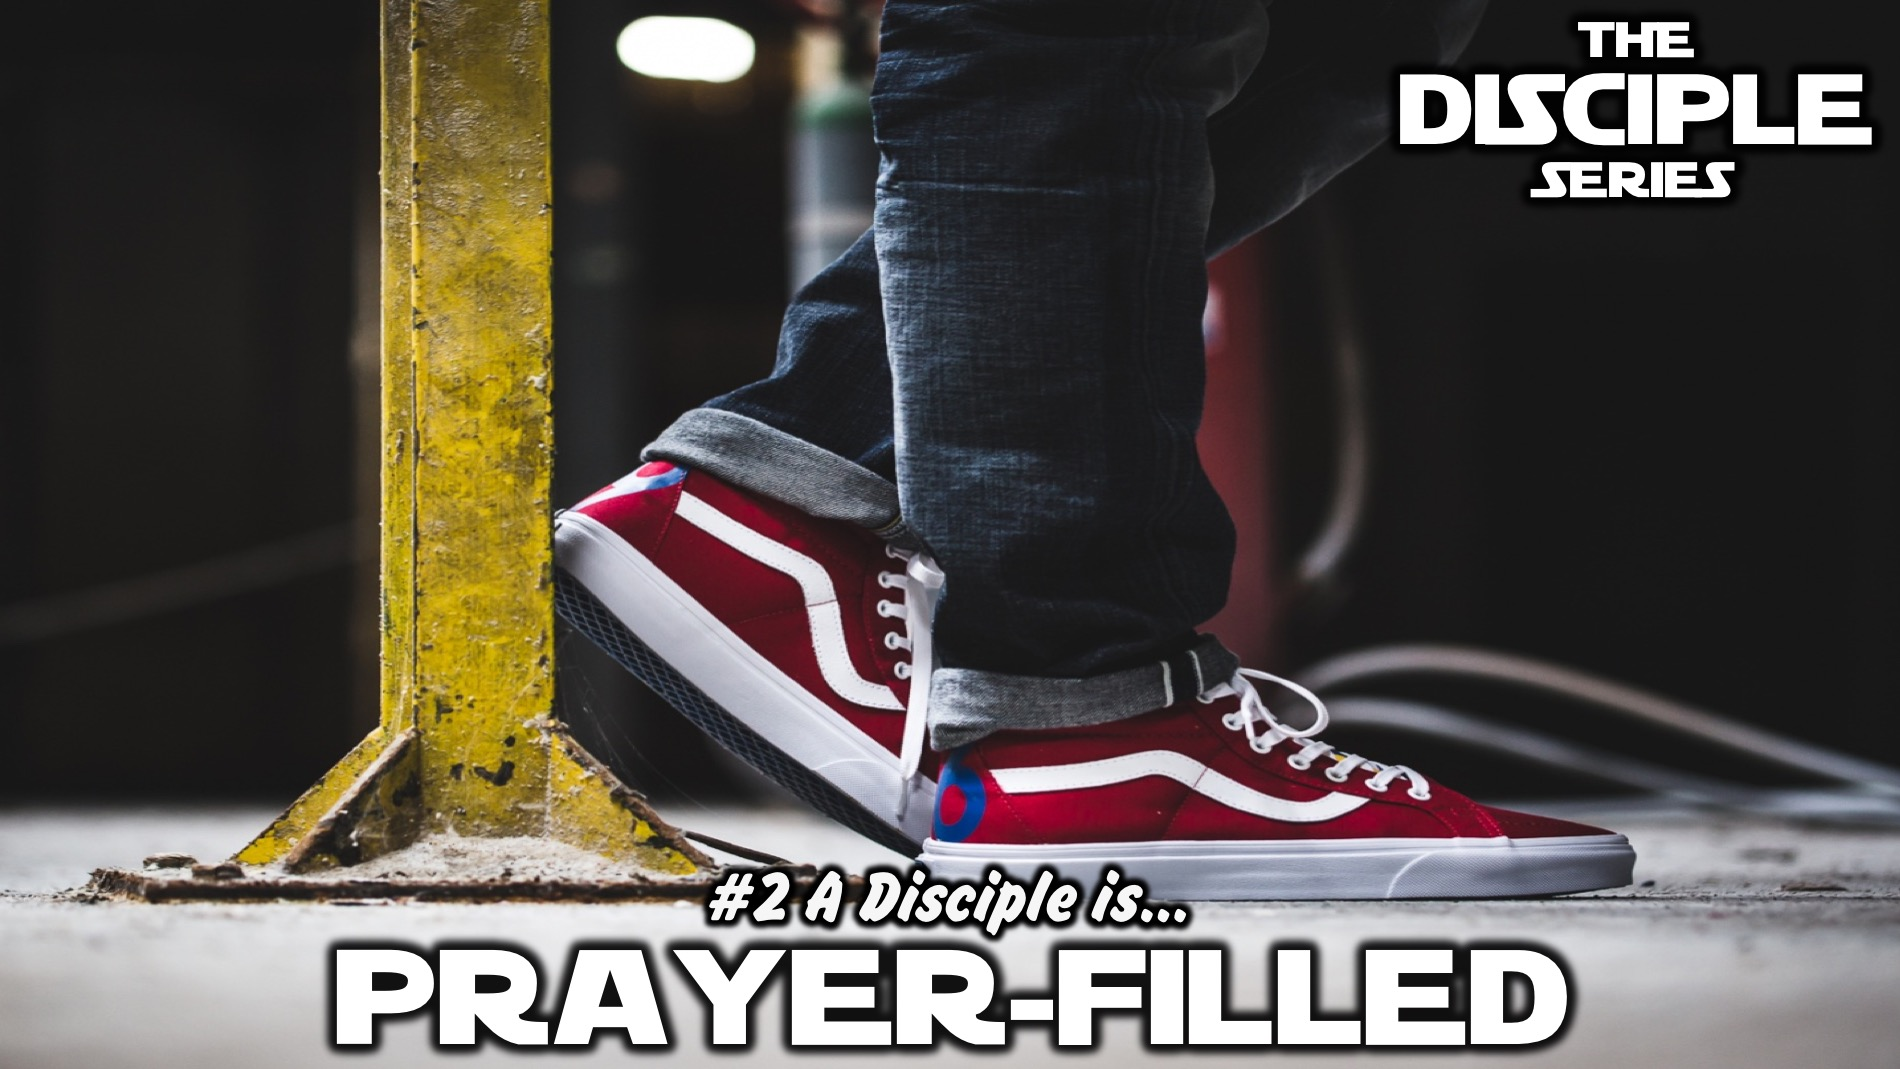 THE
DISCIPLE
SERIES
#2 A Disciple is...
PRAYER-FILLED